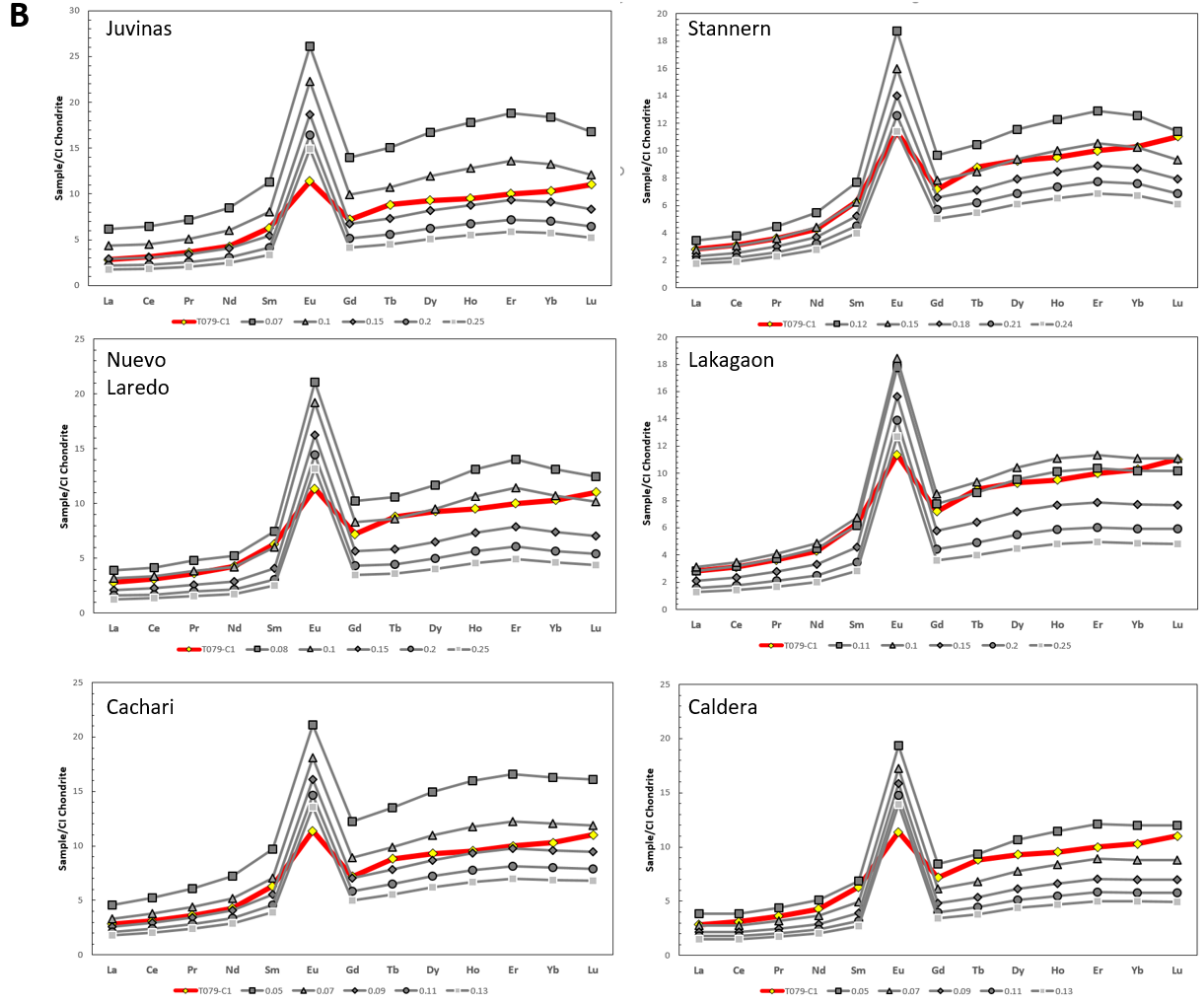 B
Juvinas
Sample/CI Chondrite
30
25
20
15
10
5
0
La Ce Pr Nd Sm Eu Gd Tb Dy Ho Er Yb Lu
T079-C1 0.07 0.1 0.15 0.2 0.25
Stannern
Sample/CI Chondrite
20
18
16
14
12
10
8
6
4
2
0
La Ce Pr Nd Sm Eu Gd Tb Dy Ho Er Yb Lu
T079-C1 0.12 0.15 0.18 0.21 0.24
Nuevo
Laredo
Sample/CI Chondrite
25
20
15
10
5
0
La Ce Pr Nd Sm Eu Gd Tb Dy Ho Er Yb Lu
T079-C1 0.08 0.1 0.15 0.2 0.25
Lakagaon
Sample/CI Chondrite
20
18
16
14
12
10
8
6
4
2
0
La Ce Pr Nd Sm Eu Gd Tb Dy Ho Er Yb Lu
T079-C1 0.11 0.1 0.15 0.2 0.25
Cachari
Sample/CI Chondrite
25
20
15
10
5
0
La Ce Pr Nd Sm Eu Gd Tb Dy Ho Er Yb Lu
T079-C1 0.05 0.07 0.09 0.11 0.13
Caldera
Sample/CI Chondrite
25
20
15
10
5
0
La Ce Pr Nd Sm Eu Gd Tb Dy Ho Er Yb Lu
T079-C1 0.05 0.07 0.09 0.11 0.13